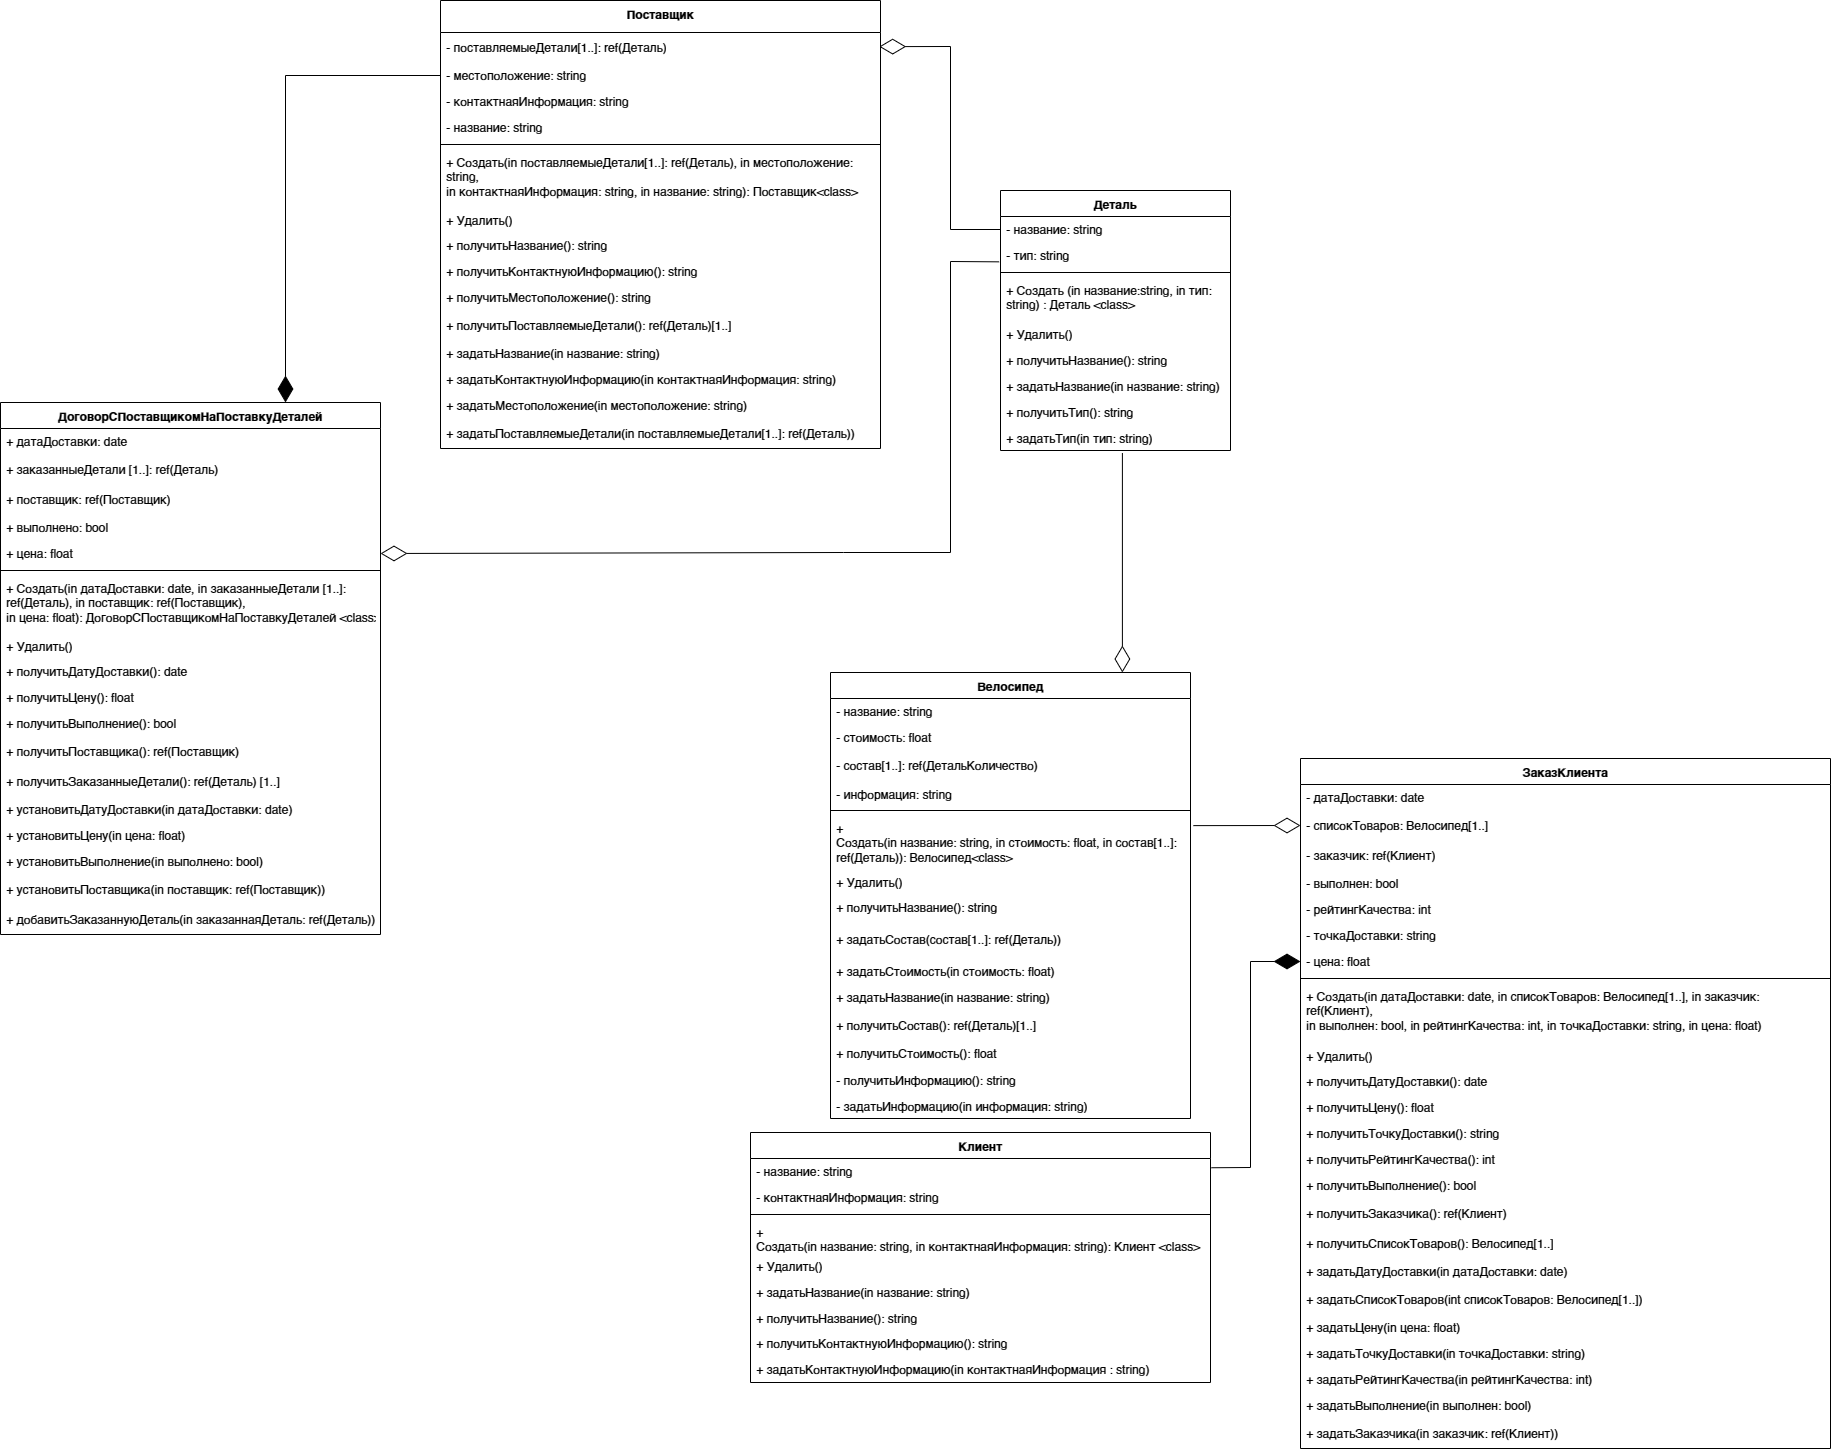 Поставщик
- поставляемыеДетали[1..]: ref(Деталь)
- местоположение: string
- контактнаяИнформация: string
- название: string
+ Создать(in поставляемыеДетали[1..]: ref(Деталь), in местоположение:
string,
in контактнаяИнформация: string, in название: string): Поставщик<class>
+ Удалить()
+ получитьНазвание(): string
+ получитьКонтактнуюИнформацию(): string
+ получитьМестоположение(): string
+ получитьПоставляемыеДетали(): ref(Деталь)[1..]
+ задатьНазвание(in название: string)
+ задатьКонтактнуюИнформацию(in контактнаяИнформация: string)
+ задатьМестоположение(in местоположение: string)
+ задатьПоставляемыеДетали(in поставляемыеДетали[1..]: ref(Деталь))
Деталь
- название: string
- тип: string
+ Создать (in название:string, in тип:
string) : Деталь <class>
+ Удалить()
+ получитьНазвание(): string
+ задатьНазвание(in название: string)
+ получитьТип(): string
+ задатьТип(in тип: string)
ДоговорСПоставщикомНаПоставкуДеталей
+ датаДоставки: date
+ заказанныеДетали [1..]: ref(Деталь)
+ поставщик: ref(Поставщик)
+ выполнено: bool
+ цена: float
+ Создать(in датаДоставки: date, in заказанныеДетали [1..]:
ref(Деталь), in поставщик: ref(Поставщик),
in цена: float): ДоговорСПоставщикомНаПоставкуДеталей <class:
+ Удалить()
+ получитьДатуДоставки(): date
+ получитьЦену(): float
+ получитьВыполнение(): bool
+ получитьПоставщика(): ref(Поставщик)
+ получитьЗаказанныеДетали(): ref(Деталь) [1..]
+ установитьДатуДоставки(in датаДоставки: date)
+ установитьЦену(in цена: float)
+ установитьВыполнение(in выполнено: bool)
+ установитьПоставщика(in поставщик: ref(Поставщик))
+ добавитьЗаказаннуюДеталь(in заказаннаяДеталь: ref(Деталь))
Велосипед
- название: string
- стоимость: float
- состав[1..]: ref(ДетальКоличество)
- информация: string
+
Создать(in название: string, in стоимость: float, in состав[1..]:
ref(Деталь)): Велосипед<class>
+ Удалить()
+ получитьНазвание(): string
+ задатьСостав(состав[1..]: ref(Деталь))
+ задатьСтоимость(in стоимость: float)
+ задатьНазвание(in название: string)
+ получитьСостав(): ref(Деталь)[1..]
+ получитьСтоимость(): float
- получитьИнформацию(): string
- задатьИнформацию(in информация: string)
ЗаказКлиента
- датаДоставки: date
- списокТоваров: Велосипед[1..]
- заказчик: ref(Клиент)
- выполнен: bool
- рейтингКачества: int
- точкаДоставки: string
- цена: float
+ Создать(in датаДоставки: date, in списокТоваров: Велосипед[1..], in заказчик:
ref(Клиент),
in выполнен: bool, in рейтингКачества: int, in точкаДоставки: string, in цена: float)
+ Удалить()
+ получитьДатуДоставки(): date
+ получитьЦену(): float
+ получитьТочкуДоставки(): string
+ получитьРейтингКачества(): int
+ получитьВыполнение(): bool
+ получитьЗаказчика(): ref(Клиент)
+ получитьСписокТоваров(): Велосипед[1..]
+ задатьДатуДоставки(in датаДоставки: date)
+ задатьСписокТоваров(int списокТоваров: Велосипед[1..])
+ задатьЦену(in цена: float)
+ задатьТочкуДоставки(in точкаДоставки: string)
+ задатьРейтингКачества(in рейтингКачества: int)
+ задатьВыполнение(in выполнен: bool)
+ задатьЗаказчика(in заказчик: ref(Клиент))
Клиент
- название: string
- контактнаяИнформация: string
+
Создать(in название: string, in контактнаяИнформация: string): Клиент <class>
+ Удалить()
+ задатьНазвание(in название: string)
+ получитьНазвание(): string
+ получитьКонтактнуюИнформацию(): string
+ задатьКонтактнуюИнформацию(in контактнаяИнформация : string)